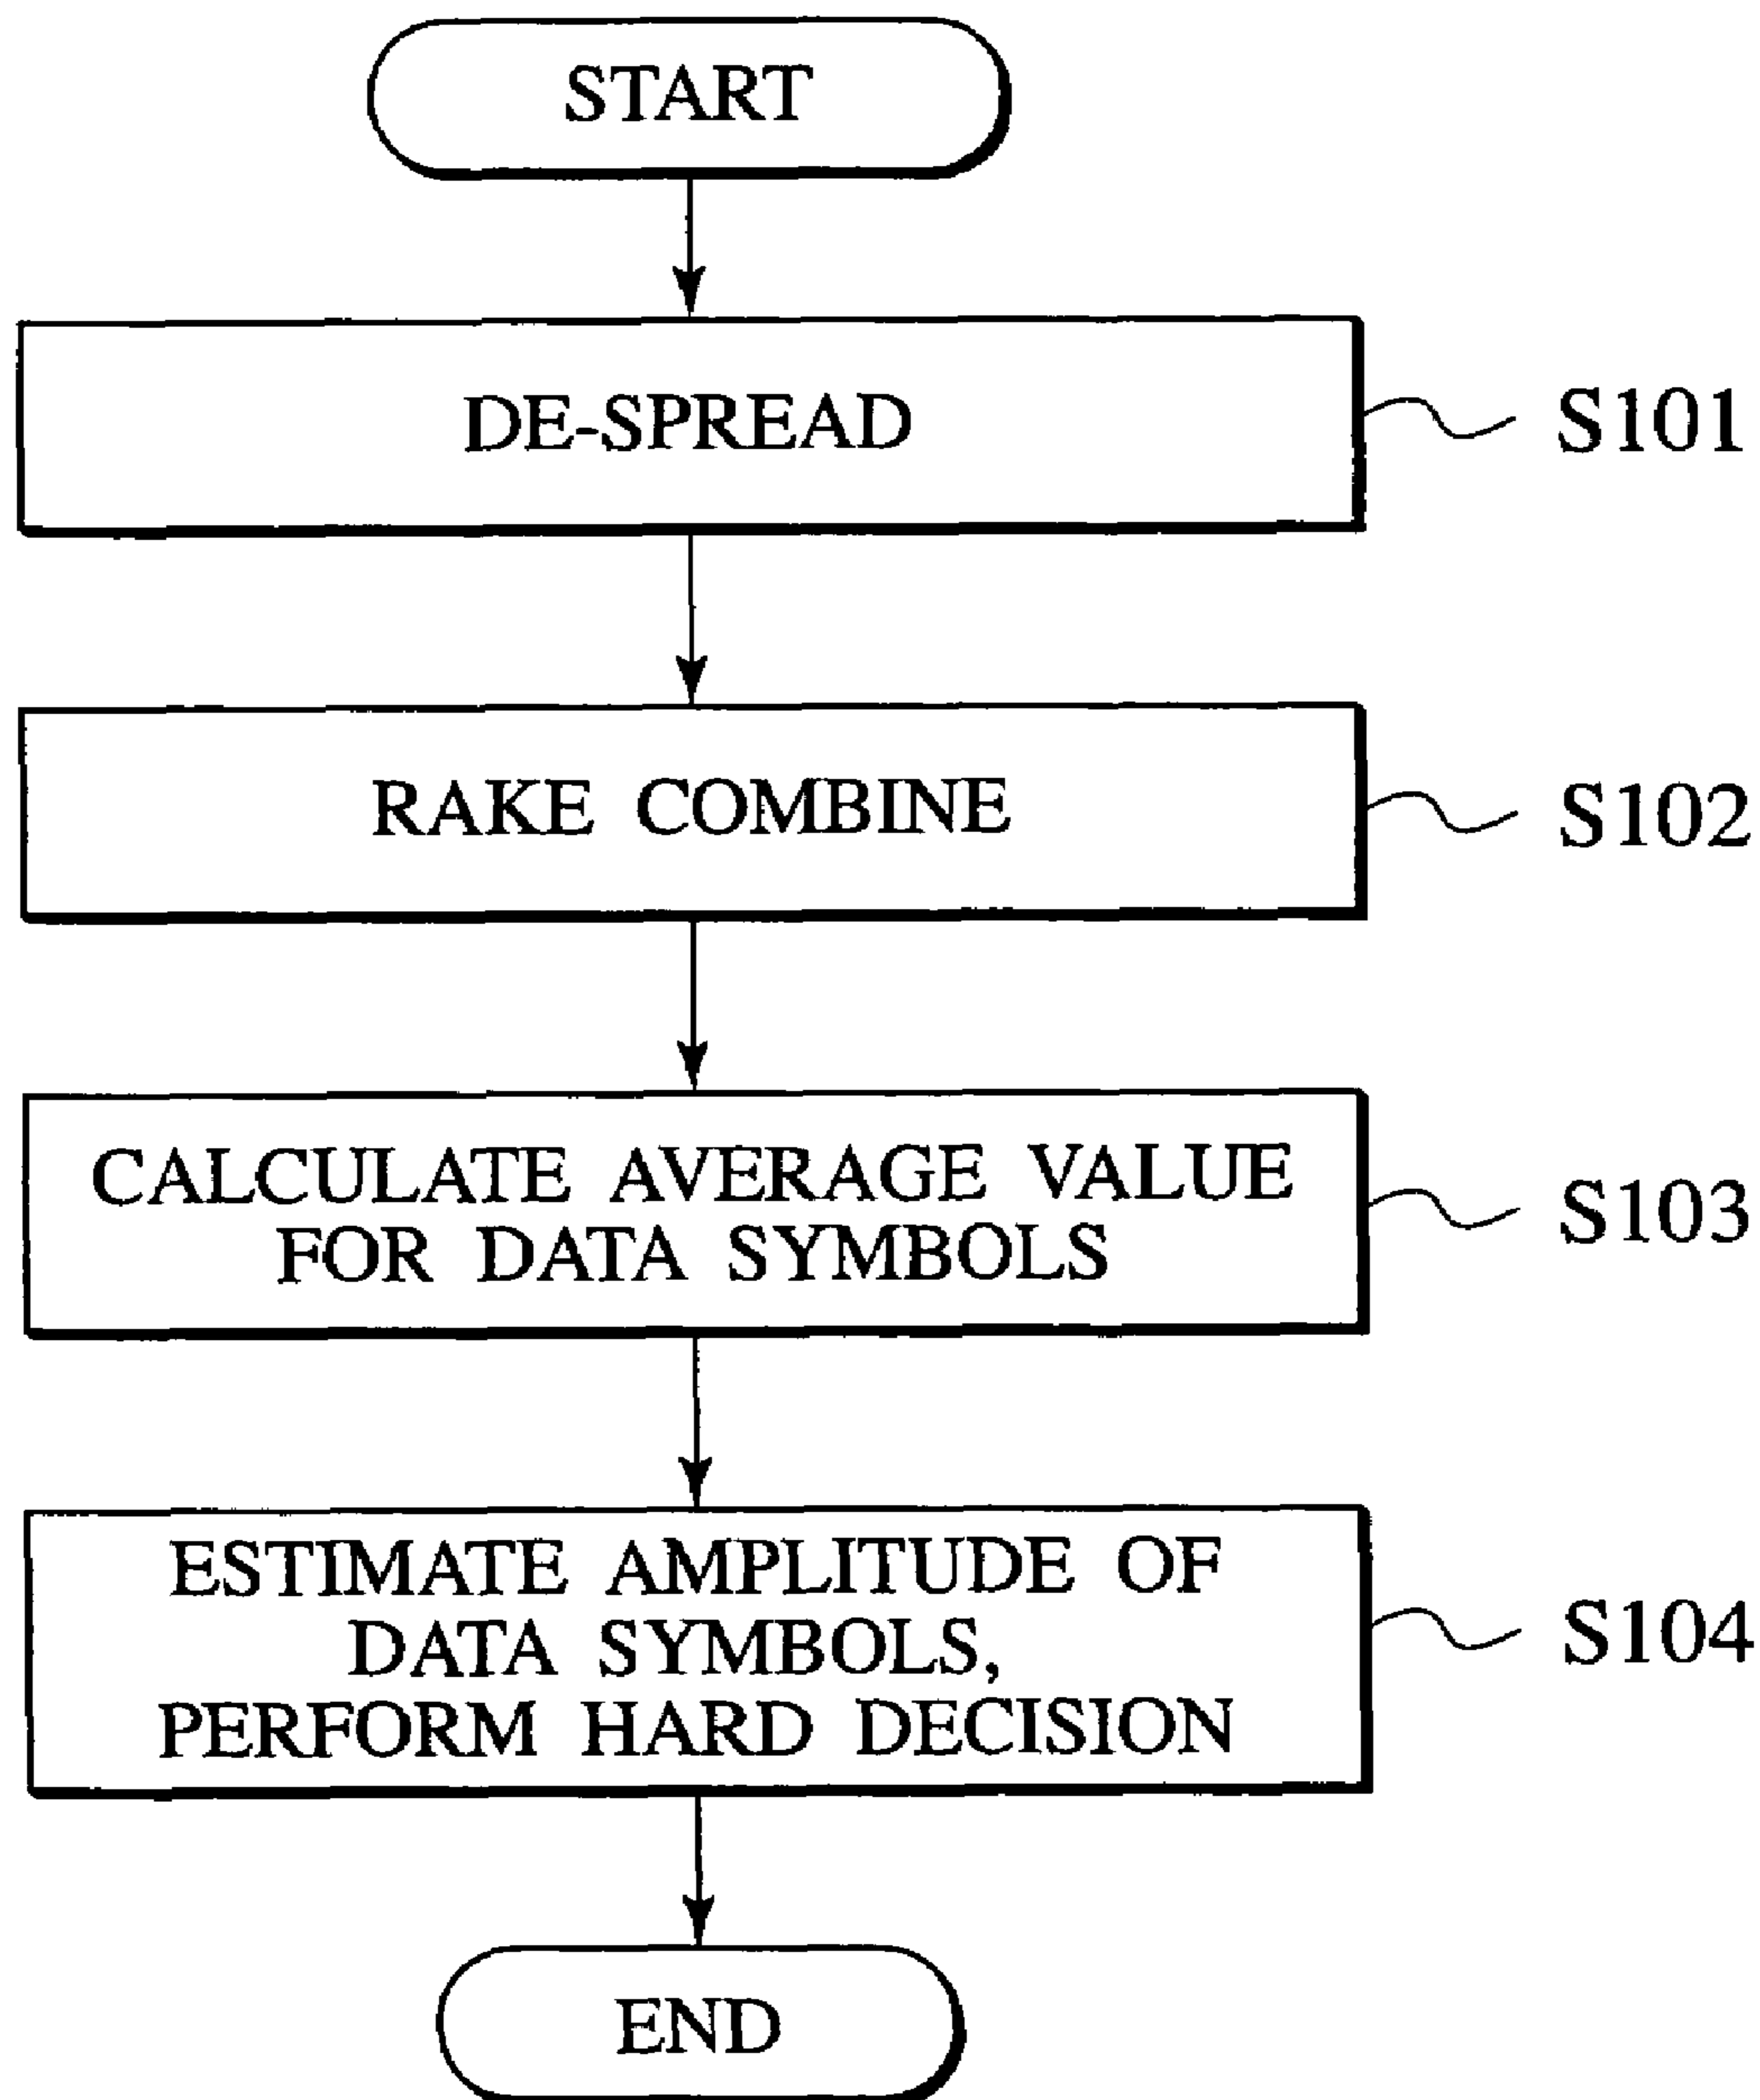 START
DE-SPREAD
S101
RAKE COMBINE
S102
CALCULATE AVERAGE VALUE
FOR DATA SYMBOLS
S103
ESTIMATE AMPLITUDE OF
DATA SYMBOLS,
PERFORM HARD DECISION
S104
END